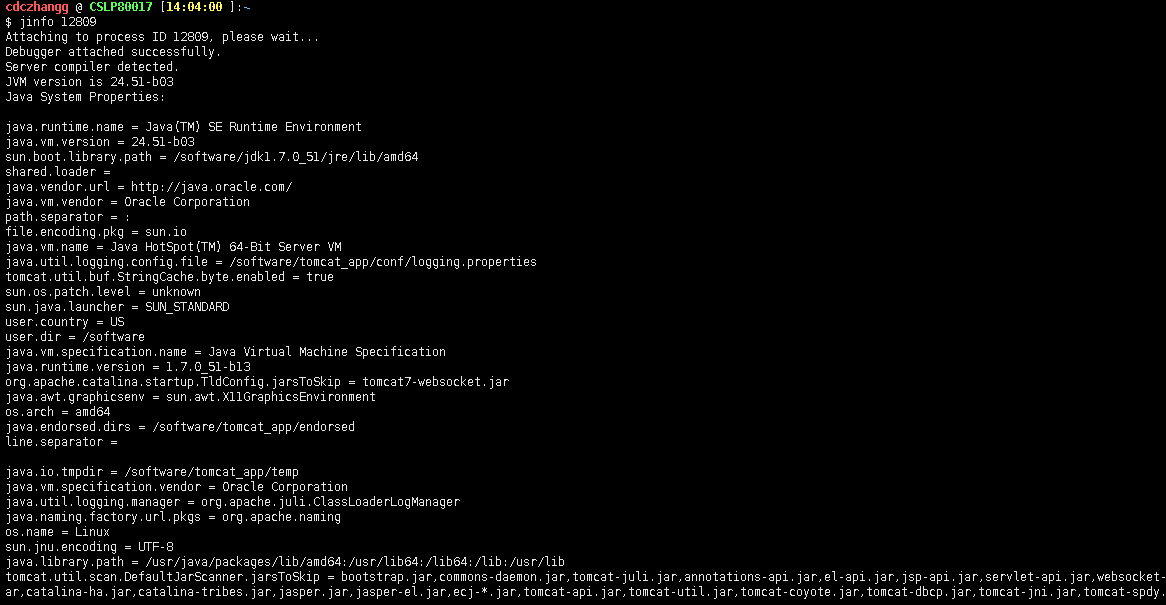 cdczhangg @ CSLP80017 [14:04:00 ]:~
$ jinfo 12809
Attaching to process ID 12809, please wait...
Debugger attached successfully.
Server compiler detected.
JVM version is 24.51-b03
Java System Properties:
java.runtime.name = Java(TM) SE Runtime Environment
java.vm.version = 24.51-b03
sun.boot.library.path = /software/jdk1.7.0_51/jre/lib/amd64
shared.loader =
java.vendor.url = http://java.oracle.com/
java.vm.vendor = Oracle Corporation
path.separator = :
file.encoding.pkg = sun.io
java.vm.name = Java HotSpot(TM) 64-Bit Server VM
java.util.logging.config.file = /software/tomcat_app/conf/logging.properties
tomcat.util.buf.StringCache.byte.enabled = true
sun.os.patch.level = unknown
sun.java.launcher = SUN_STANDARD
user.country = US
user.dir = /software
java.vm.specification.name = Java Virtual Machine Specification
java.runtime.version = 1.7.0_51-b13
org.apache.catalina.startup.TldConfig.jarsToSkip = tomcat7-websocket.jar
java.awt.graphicsenv = sun.awt.X11GraphicsEnvironment
os.arch = amd64
java.endorsed.dirs = /software/tomcat_app/endorsed
line.separator =
java.io.tmpdir = /software/tomcat_app/temp
java.vm.specification.vendor = Oracle Corporation
java.util.logging.manager = org.apache.juli.ClassLoaderLogManager
java.naming.factory.url.pkgs = org.apache.naming
os.name = Linux
sun.jnu.encoding = UTF-8
java.library.path = /usr/java/packages/lib/amd64:/usr/lib64:/lib64:/lib:/usr/lib
tomcat.util.scan.DefaultJarScanner.jarsToSkip = bootstrap.jar,commons-daemon.jar,tomcat-juli.jar,annotations-api.jar,el-api.jar,jsp-api.jar,servlet-api.jar,websocket-
ar,catalina-ha.jar,catalina-tribes.jar,jasper.jar,jasper-el.jar,ecj-*.jar,tomcat-api.jar,tomcat-util.jar,tomcat-coyote.jar,tomcat-dbcp.jar,tomcat-jni.jar,tomcat-spdy.